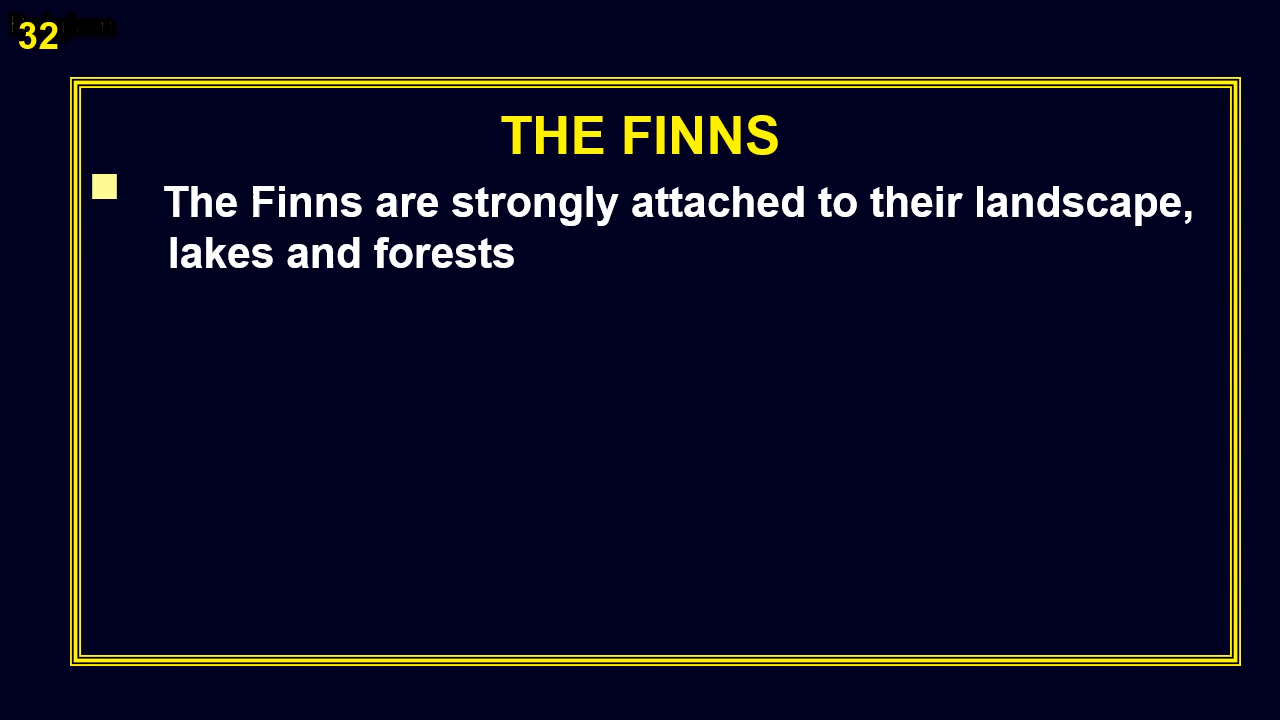 32
THE FINNS
The Finns are strongly attached to their landscape,
lakes and forests